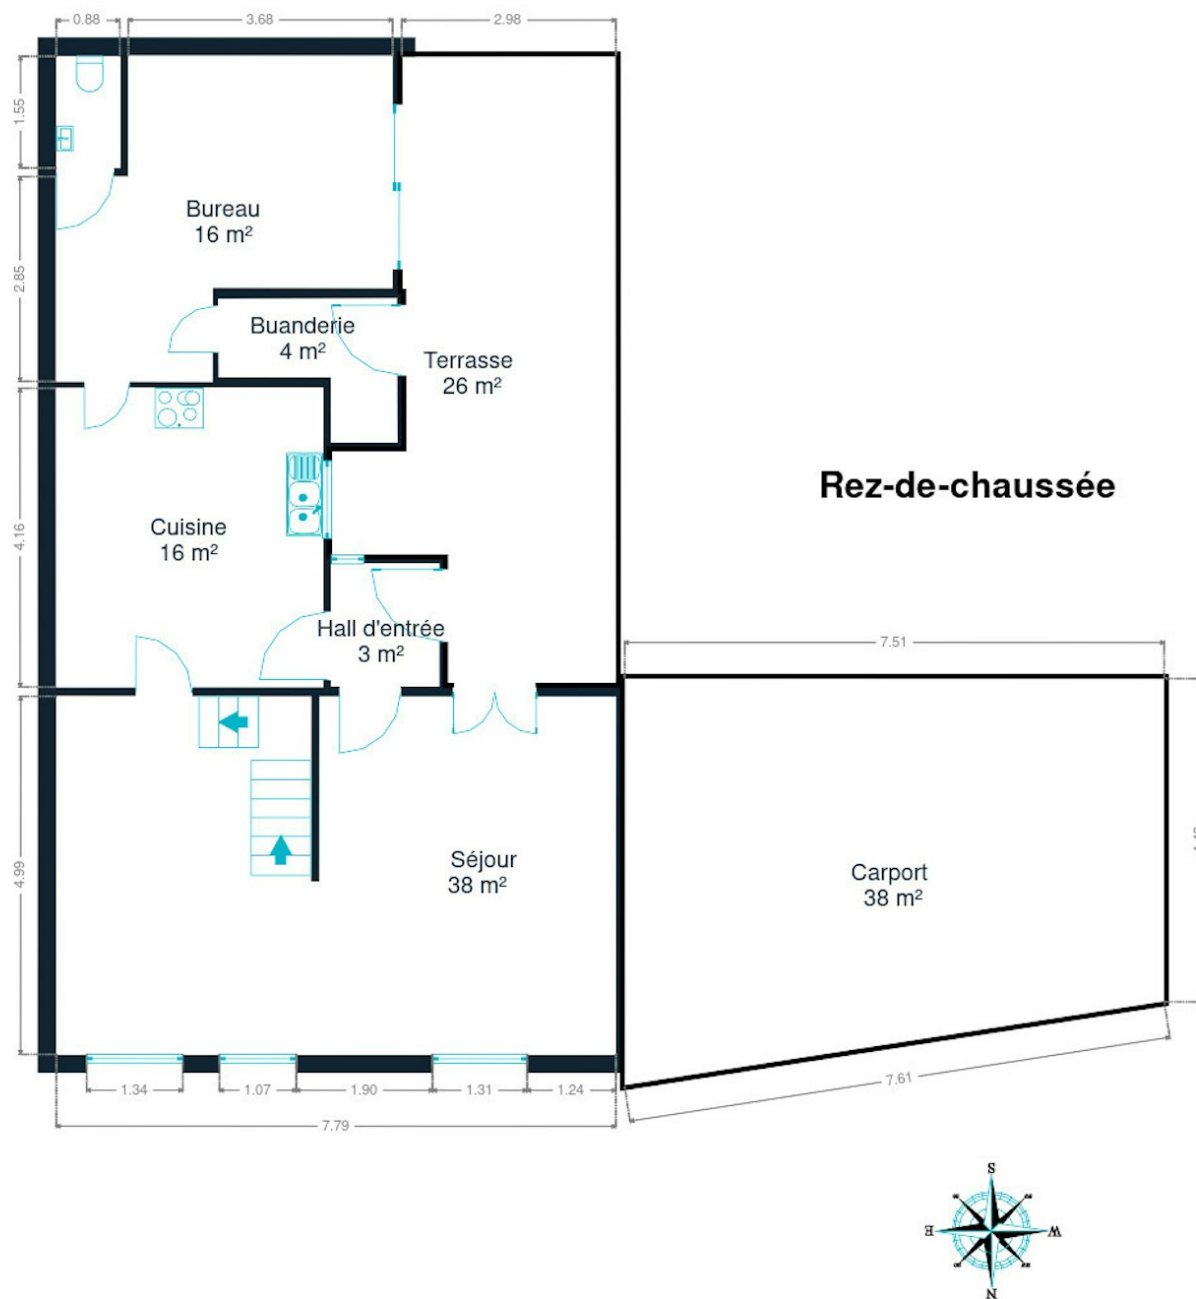 0.88
3.68
2.98
1.55
Bureau
16 m²
2.85
Buanderie
4 m²
Terrasse
26 m²
Rez-de-chaussée
4.16
Cuisine
16 m²
Hall d'entrée
3 m²
7.51
4.99
Séjour
38 m²
Carport
38 m²
1.34
1.07
1.90
1.31
1.24
7.61
7.79
S
E
W
N